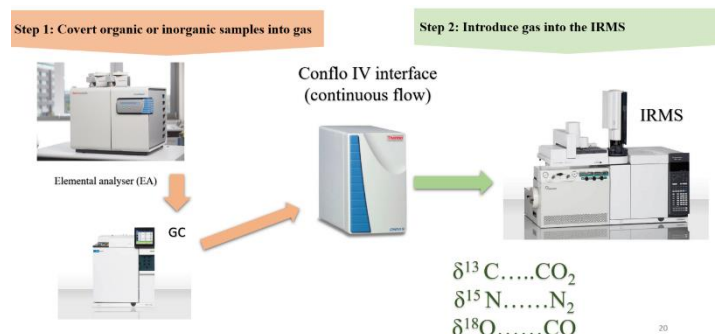 Step 1: Covert organic or inorganic samples into gas
Step 2: Introduce gas into the IRMS
Conflo IV interface
(continuous flow)
IRMS
Elemental analyser (EA)
GC
δ¹³ C.....CO₂
δ¹⁵ N......N₂
δ¹⁸O......CO
20